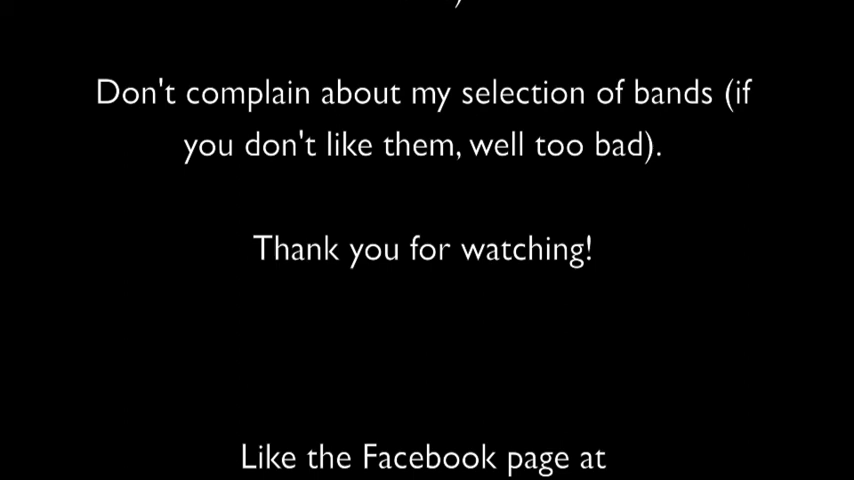 Don't complain about my selection of bands (if
you don't like them, well too bad).
Thank you for watching!
Like the Facebook page at